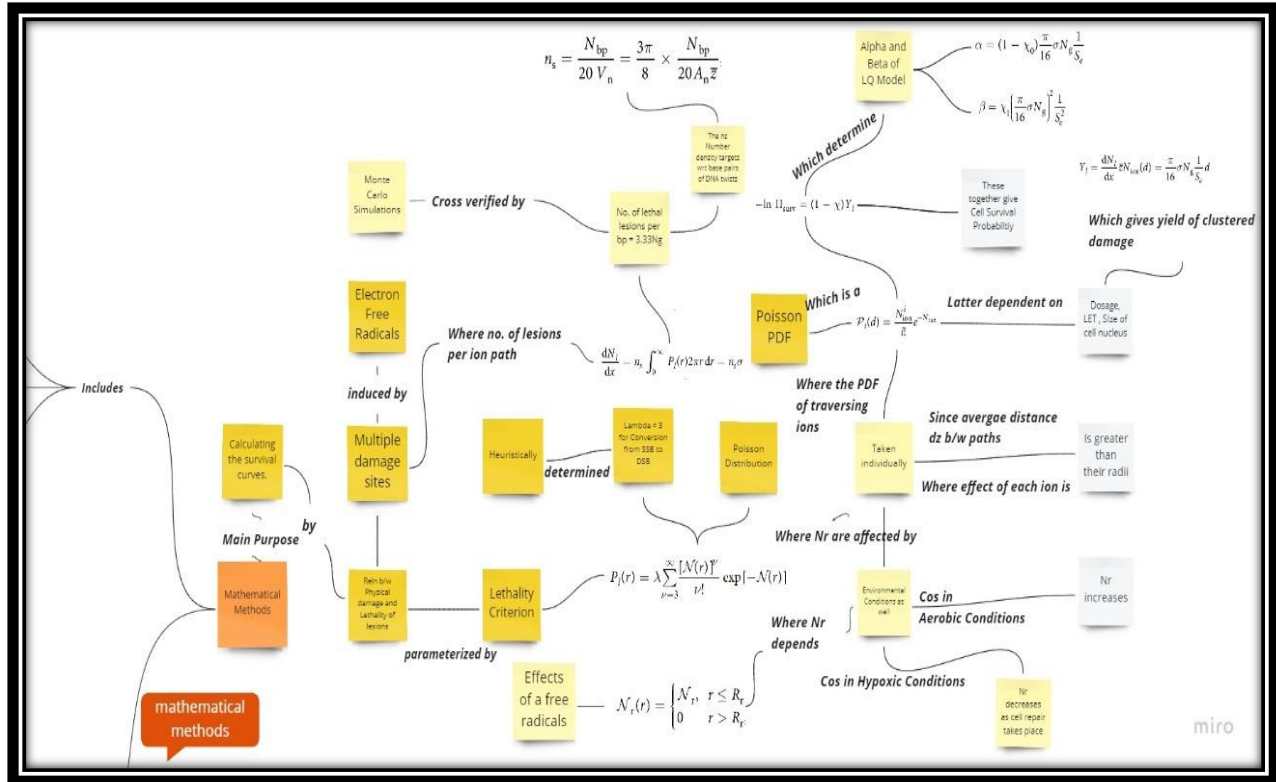 n_s = N_bp / 20 V_n = 3π / 8 × N_bp / 20A_n z̄;
Alpha and
Beta of
LQ Model
α = (1 − χ_0) π/16 σN_g 1/S_e
β = χ_1 (π/16 σN_g)^2 1/S_e^2
The ns
Number
density targets
wrt base pairs
of DNA twists
Which determine
Monte
Carlo
Simulations
Cross verified by
No. of lethal
lesions per
bp = 3.33Ng
−ln Π_surv = (1 − χ)Y_l
These
together give
Cell Survival
Probabiltiy
Y_l = dN_l/dx z̄N_ion(d) = π/16 σN_g 1/S_e d
Which gives yield of clustered
damage
Electron
Free
Radicals
Where no. of lesions
per ion path
dN_l/dx = n_s ∫_0^∞ P_l(r)2πr dr = n_s σ
Poisson
PDF
Which is a
Latter dependent on
Dosage,
LET , Size of
cell nucleus
Includes
induced by
Where the PDF
of traversing
ions
Calculating
the survival
curves.
Multiple
damage
sites
Heuristically
determined
Lambda = 3
for Conversion
from SSB to
DSB
Poisson
Distribution
Taken
individually
Since avergae distance
dz b/w paths
Where effect of each ion is
Is greater
than
their radii
Main Purpose
by
Where Nr are affected by
Mathematical
Methods
Reln b/w
Physical
damage and
Lethality of
lesions
Lethality
Criterion
P_l(r) = λ ∑_{ν=3}^∞ [𝒩(r)]^ν / ν! exp[−𝒩(r)]
Environmental
Conditions as
well
Cos in
Aerobic Conditions
Nr
increases
parameterized by
Where Nr
depends
Effects
of a free
radicals
𝒩_r(r) = { 𝒩_r, r ≤ R_r
0 r > R_r.
Cos in Hypoxic Conditions
Nr
decreases
as cell repair
takes place
mathematical
methods
miro